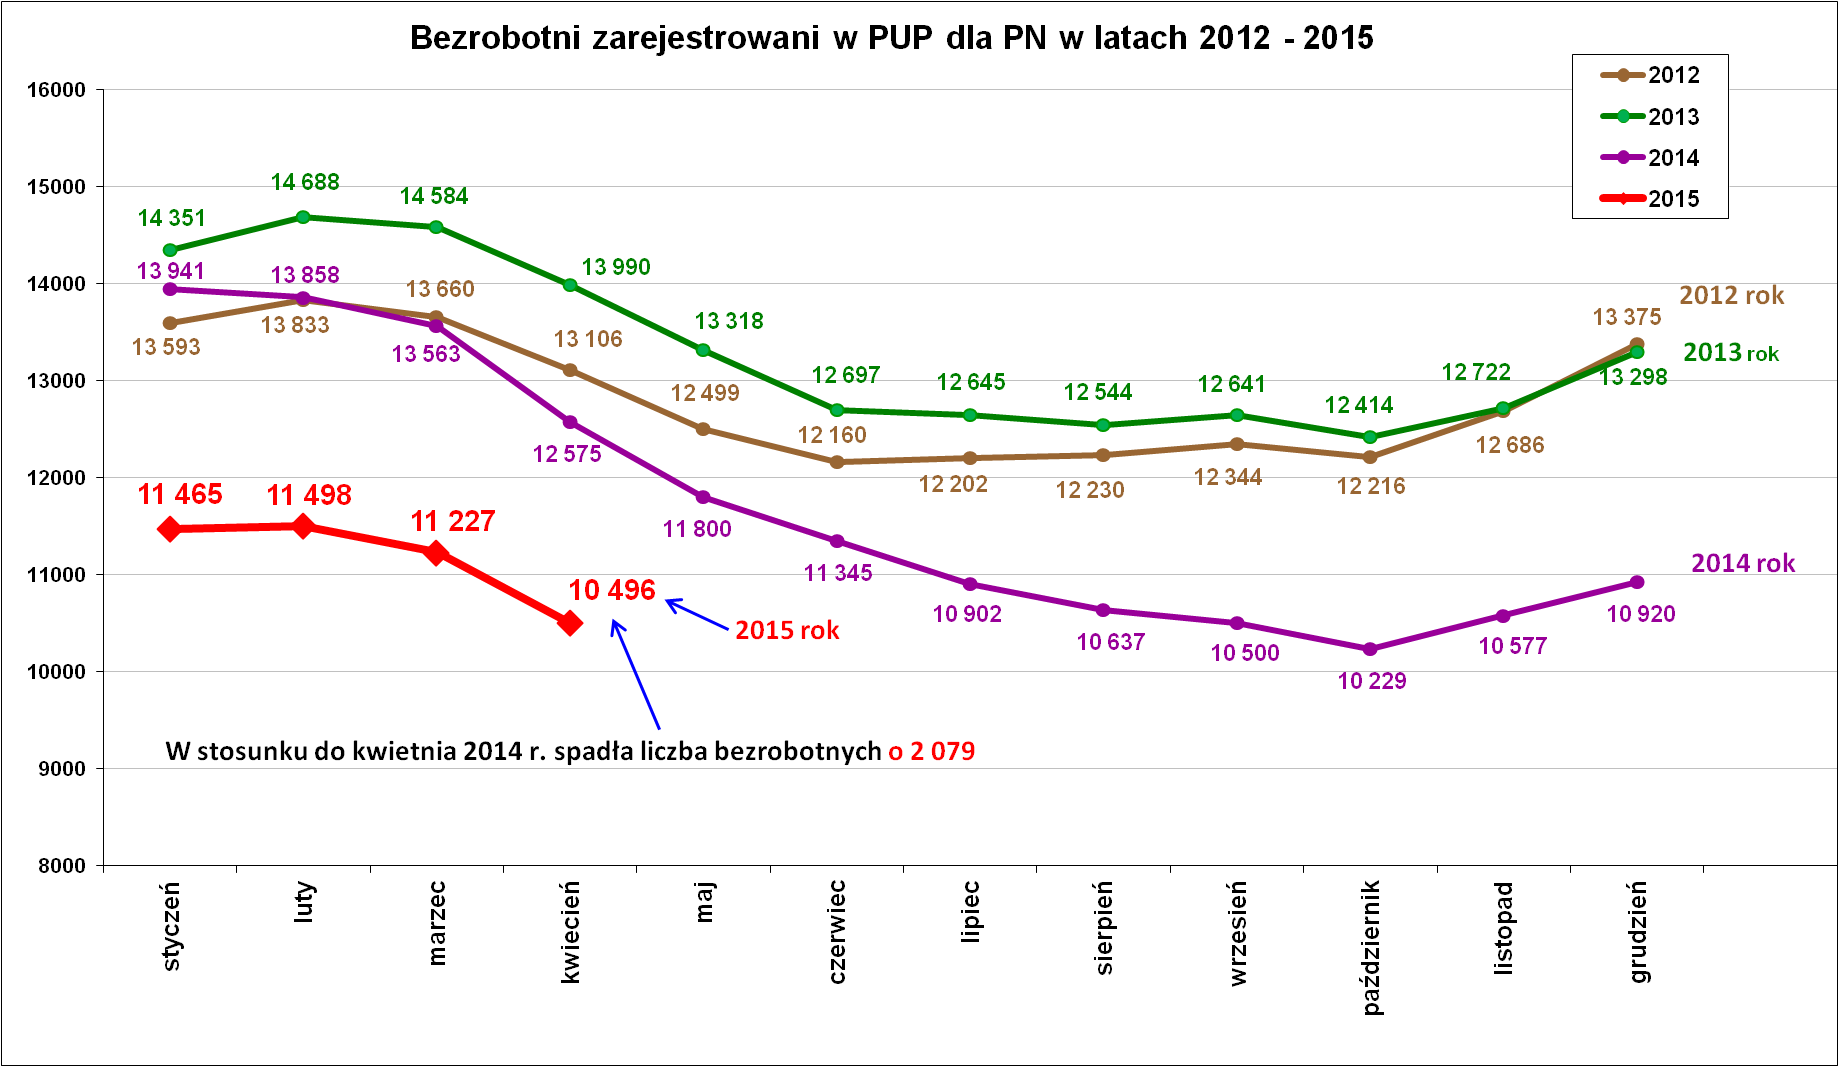 Bezrobotni zarejestrowani w PUP dla PN w latach 2012 - 2015
2012
2013
2014
2015
16000
15000
14000
13000
12000
11000
10000
9000
8000
14 351
14 688
14 584
13 990
13 318
12 697
12 645
12 544
12 641
12 414
12 722
13 298
13 941
13 858
13 563
12 575
11 800
11 345
10 902
10 637
10 500
10 229
10 577
10 920
13 593
13 833
13 660
13 106
12 499
12 160
12 202
12 230
12 344
12 216
12 686
13 375
11 465
11 498
11 227
10 496
2012 rok
2013 rok
2014 rok
2015 rok
W stosunku do kwietnia 2014 r. spadła liczba bezrobotnych o 2 079
styczeń
luty
marzec
kwiecień
maj
czerwiec
lipiec
sierpień
wrzesień
październik
listopad
grudzień